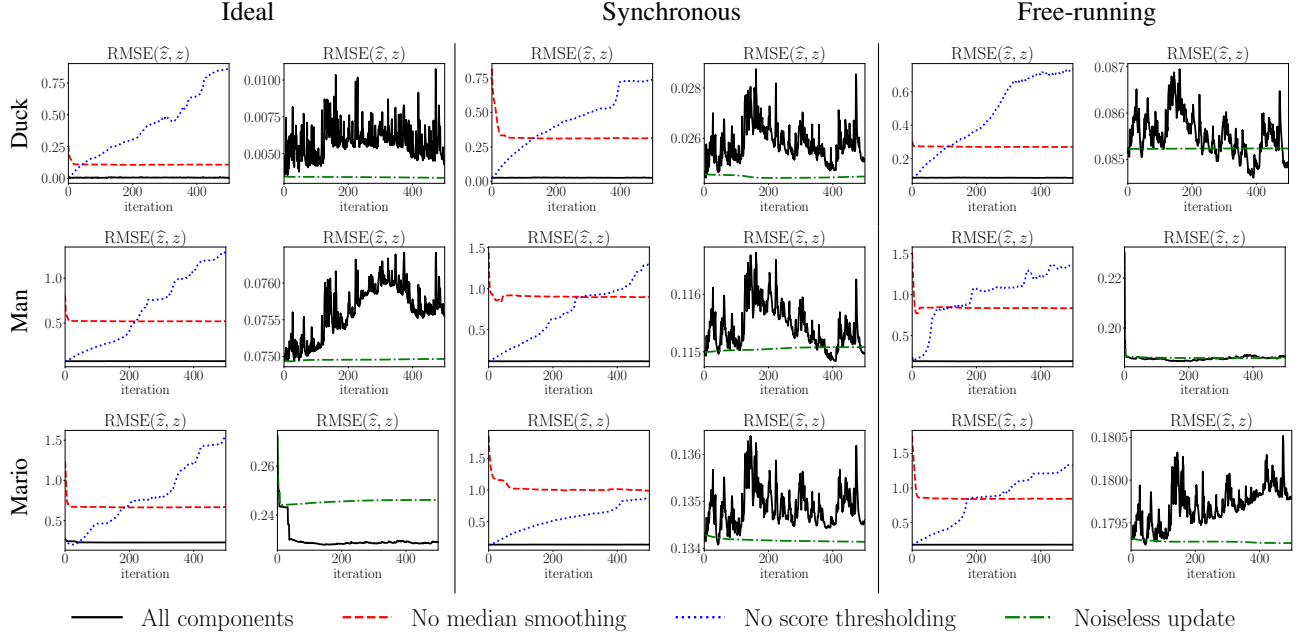 Ideal Synchronous Free-running
RMSE(ẑ, z) RMSE(ẑ, z) RMSE(ẑ, z) RMSE(ẑ, z) RMSE(ẑ, z) RMSE(ẑ, z)
Duck
0.75 0.50 0.25 0.00
0.0100 0.0075 0.0050
0.75 0.50 0.25 0.00
0.028 0.026
0.6 0.4 0.2
0.087 0.086 0.085
0 200 400 0 200 400 0 200 400 0 200 400 0 200 400 0 200 400
iteration iteration iteration iteration iteration iteration
RMSE(ẑ, z) RMSE(ẑ, z) RMSE(ẑ, z) RMSE(ẑ, z) RMSE(ẑ, z) RMSE(ẑ, z)
Man
1.0 0.5
0.0760 0.0755 0.0750
1.5 1.0 0.5
0.116 0.115
1.5 1.0 0.5
0.22 0.20
0 200 400 0 200 400 0 200 400 0 200 400 0 200 400 0 200 400
iteration iteration iteration iteration iteration iteration
RMSE(ẑ, z) RMSE(ẑ, z) RMSE(ẑ, z) RMSE(ẑ, z) RMSE(ẑ, z) RMSE(ẑ, z)
Mario
1.5 1.0 0.5
0.26 0.24
1.5 1.0 0.5
0.136 0.135 0.134
1.5 1.0 0.5
0.1805 0.1800 0.1795
0 200 400 0 200 400 0 200 400 0 200 400 0 200 400 0 200 400
iteration iteration iteration iteration iteration iteration
All components No median smoothing No score thresholding Noiseless update